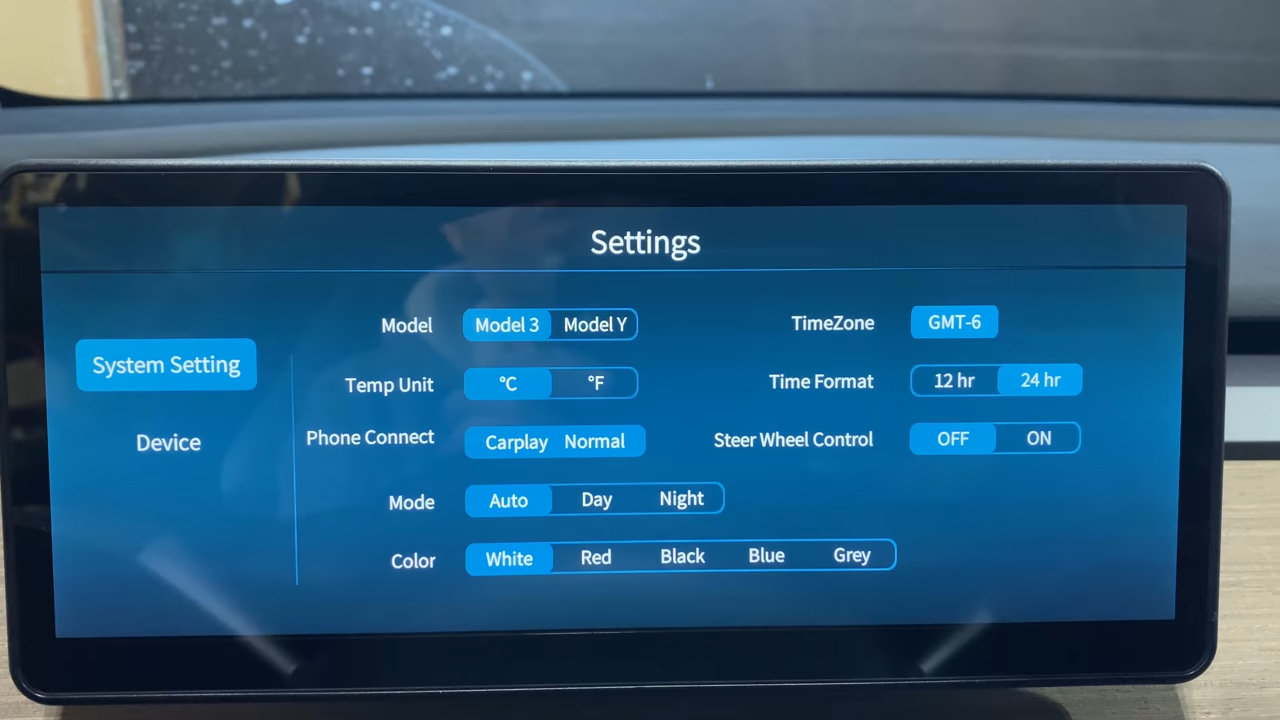 Settings
System Setting
Device
Model Model 3 Model Y
Temp Unit °C °F
Phone Connect Carplay Normal
Mode Auto Day Night
Color White Red Black Blue Grey
TimeZone GMT-6
Time Format 12 hr 24 hr
Steer Wheel Control OFF ON